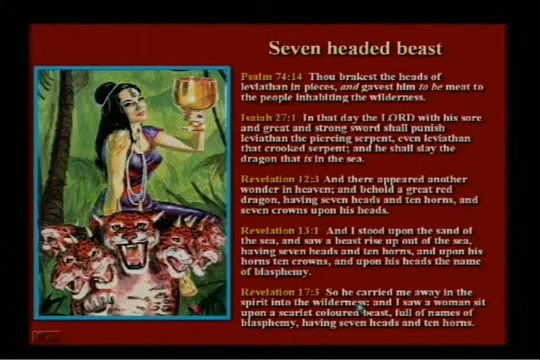 Seven headed beast
Psalm 74:14 Thou brakest the heads of
leviathan in pieces, and gavest him to be meat to
the people inhabiting the wilderness.
Isaiah 27:1 In that day the LORD with his sore
and great and strong sword shall punish
leviathan the piercing serpent, even leviathan
that crooked serpent; and he shall slay the
dragon that is in the sea.
Revelation 12:3 And there appeared another
wonder in heaven; and behold a great red
dragon, having seven heads and ten horns, and
seven crowns upon his heads.
Revelation 13:1 And I stood upon the sand of
the sea, and saw a beast rise up out of the sea,
having seven heads and ten horns, and upon his
horns ten crowns, and upon his heads the name
of blasphemy.
Revelation 17:3 So he carried me away in the
spirit into the wilderness: and I saw a woman sit
upon a scarlet coloured beast, full of names of
blasphemy, having seven heads and ten horns.